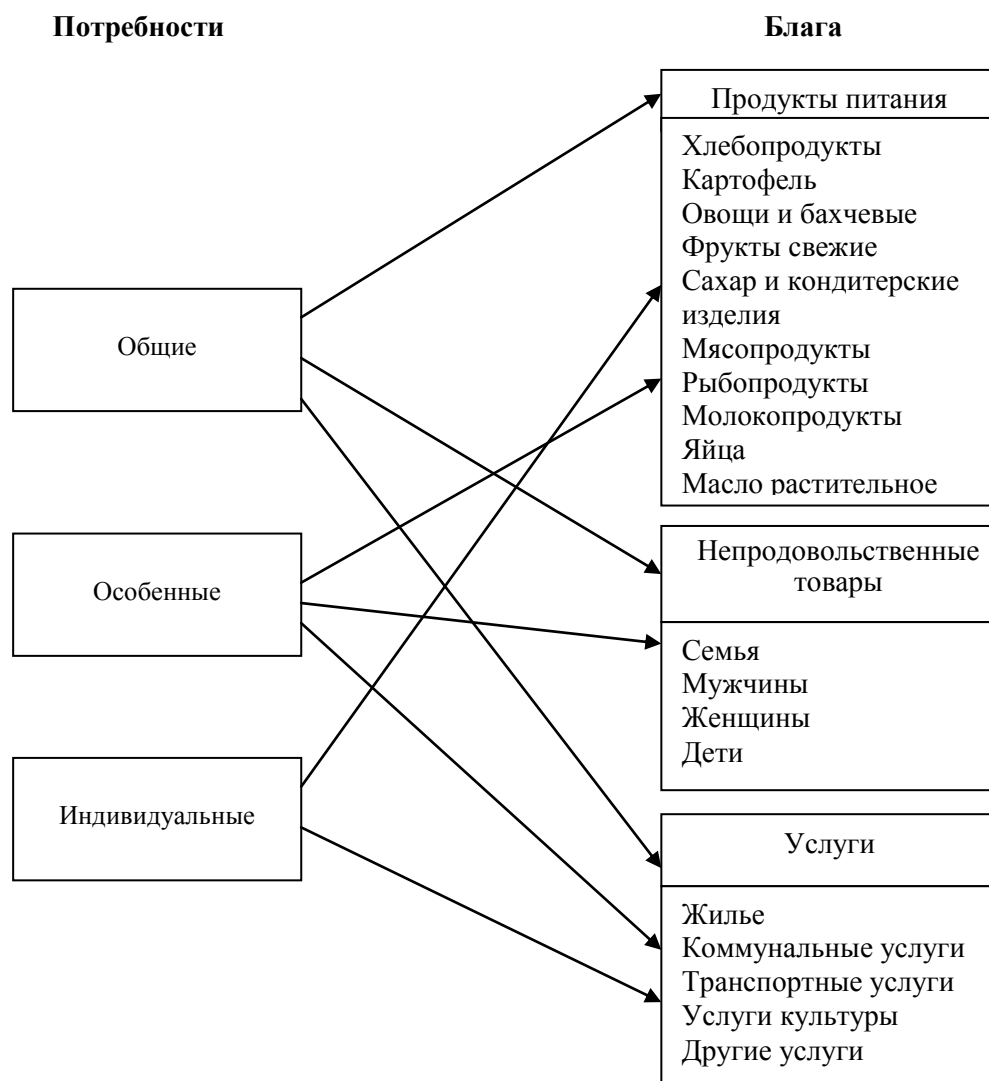 Потребности
Блага
Продукты питания
Хлебопродукты
Картофель
Овощи и бахчевые
Фрукты свежие
Сахар и кондитерские
изделия
Мясопродукты
Рыбопродукты
Молокопродукты
Яйца
Масло растительное
Общие
Особенные
Индивидуальные
Непродовольственные
товары
Семья
Мужчины
Женщины
Дети
Услуги
Жилье
Коммунальные услуги
Транспортные услуги
Услуги культуры
Другие услуги